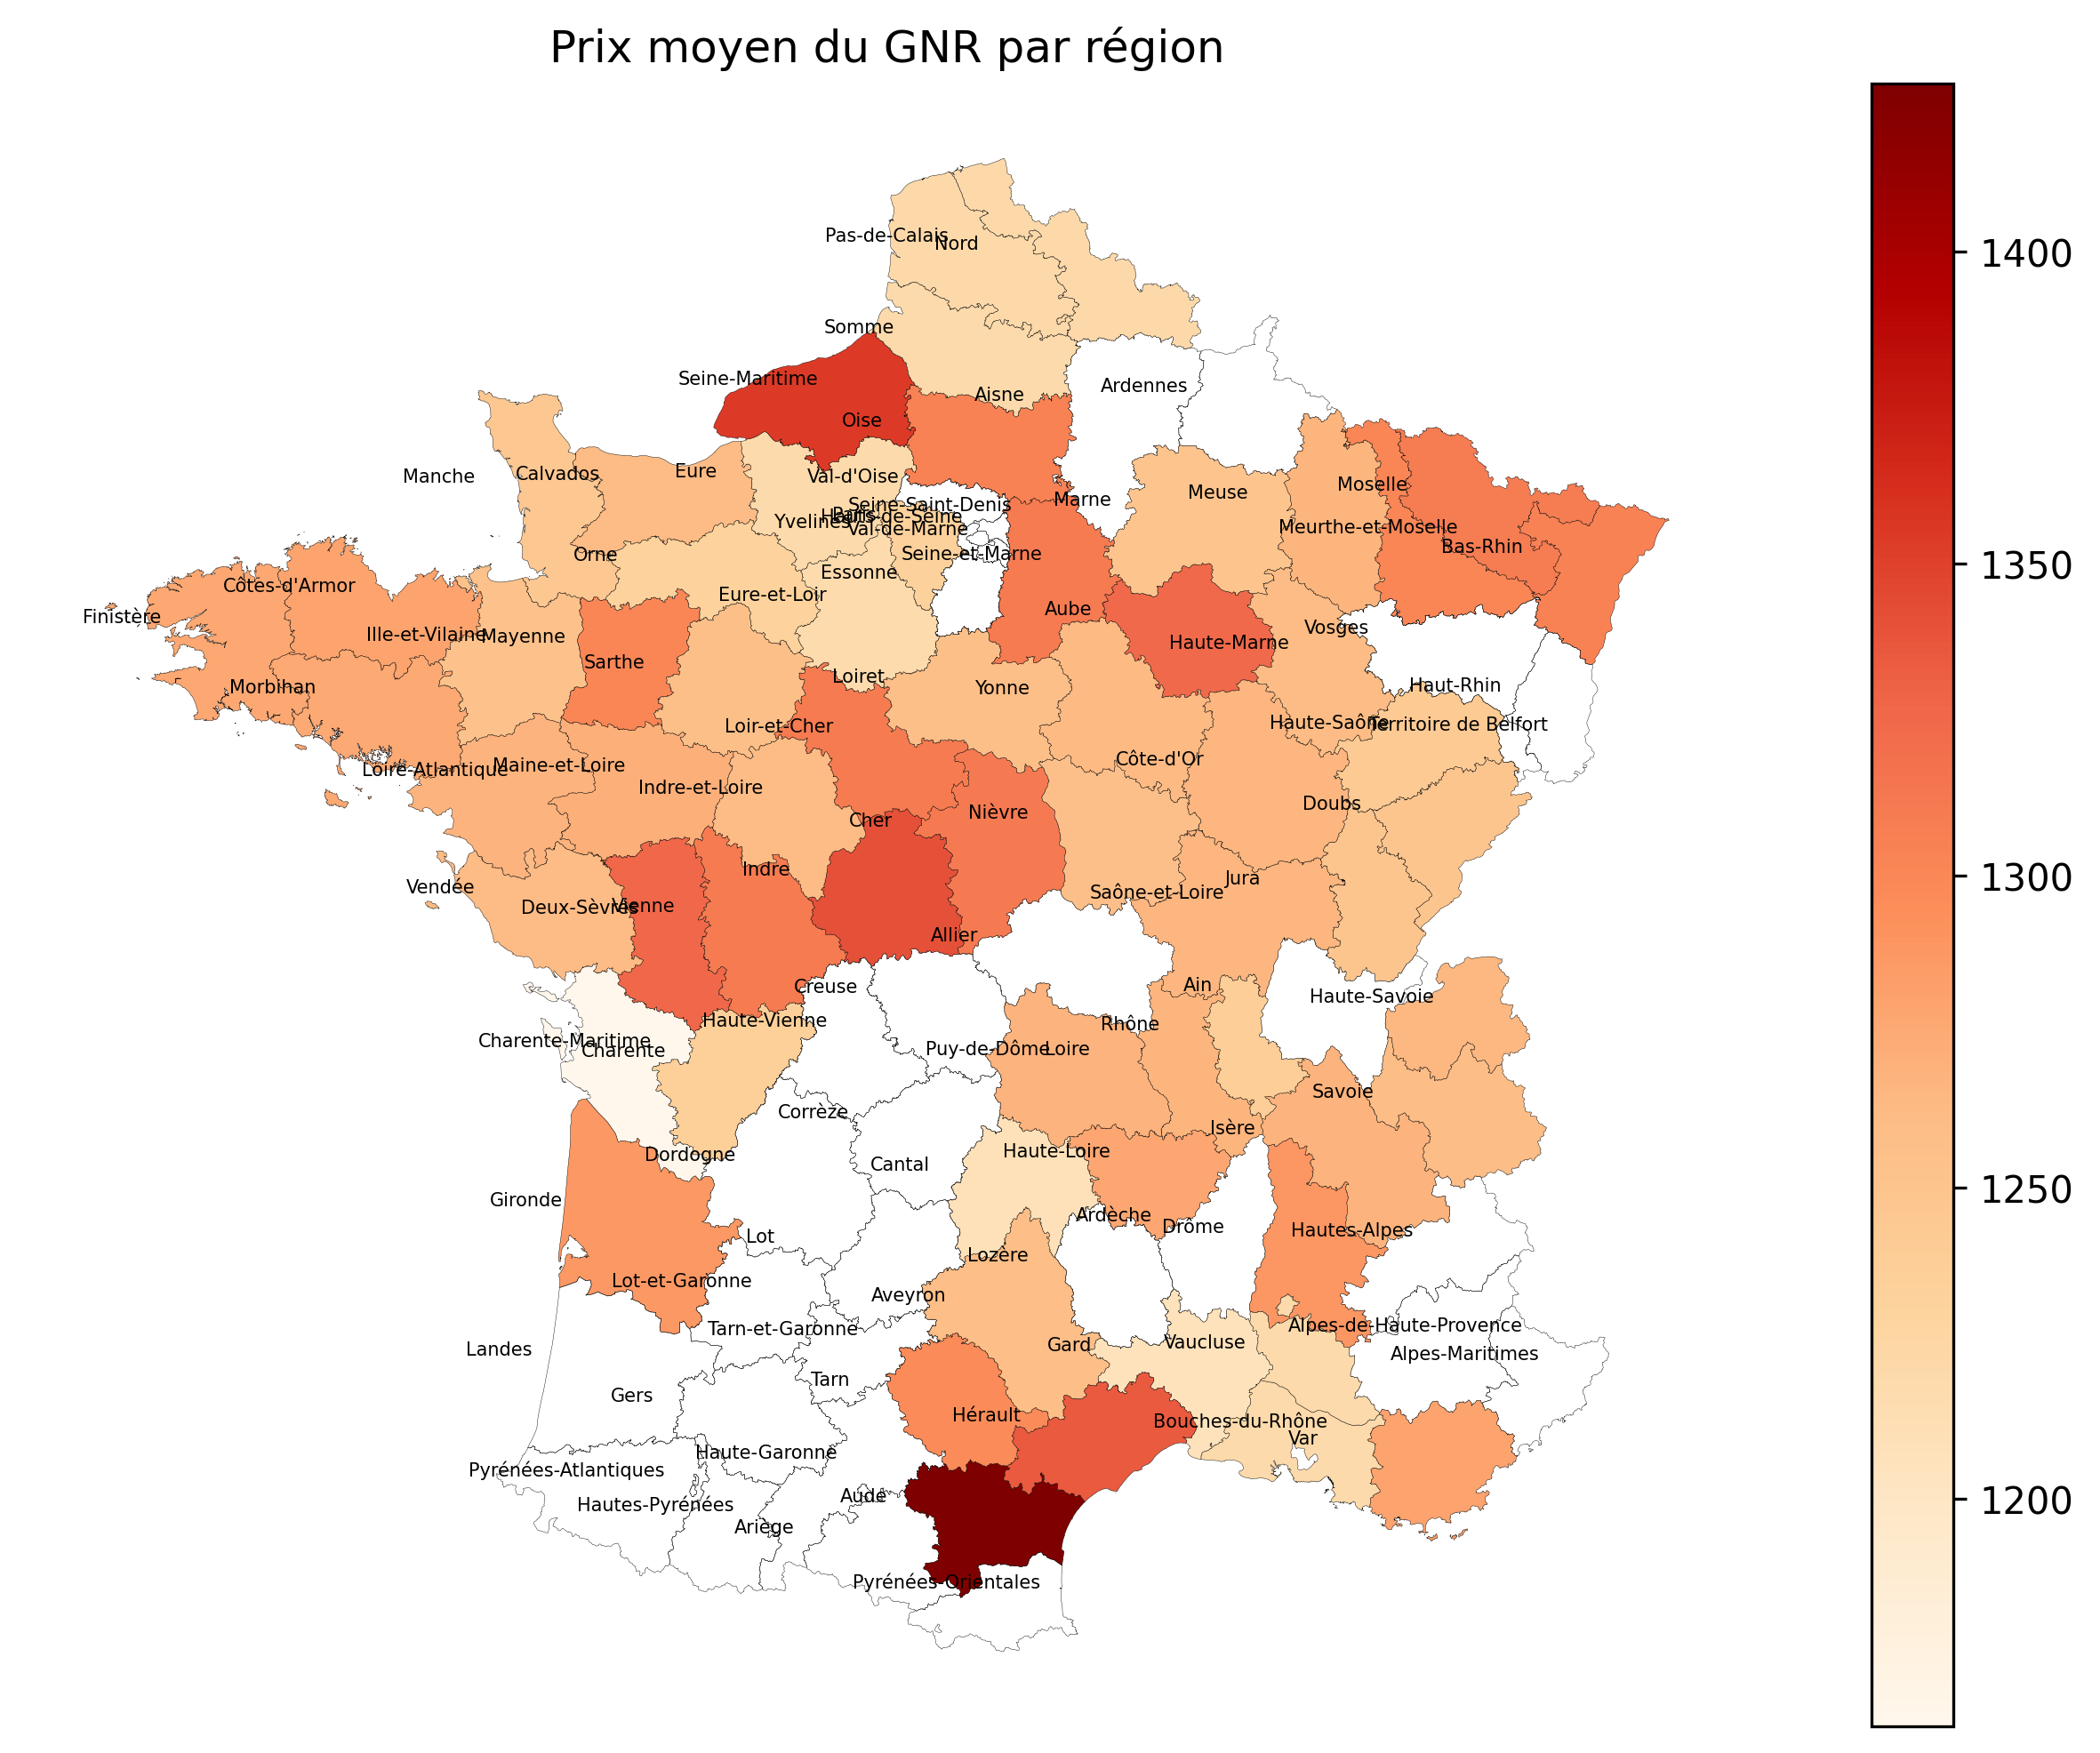 Prix moyen du GNR par région
1400
1350
1300
1250
1200
Pas-de-Calais
Nord
Somme
Seine-Maritime
Aisne
Ardennes
Oise
Manche
Calvados
Eure
Val-d'Oise
Moselle
Meuse
Marne
Seine-Saint-Denis
Paris
Hauts-de-Seine
Yvelines
Val-de-Marne
Meurthe-et-Moselle
Bas-Rhin
Orne
Seine-et-Marne
Essonne
Côtes-d'Armor
Eure-et-Loir
Aube
Finistère
Ille-et-Vilaine
Mayenne
Vosges
Haute-Marne
Sarthe
Loiret
Morbihan
Yonne
Haut-Rhin
Loir-et-Cher
Haute-Saône
Territoire de Belfort
Côte-d'Or
Loire-Atlantique
Maine-et-Loire
Indre-et-Loire
Doubs
Nièvre
Cher
Indre
Jura
Vendée
Saône-et-Loire
Deux-Sèvres
Vienne
Allier
Ain
Creuse
Haute-Savoie
Haute-Vienne
Rhône
Charente-Maritime
Charente
Puy-de-Dôme
Loire
Savoie
Corrèze
Isère
Haute-Loire
Dordogne
Cantal
Gironde
Ardèche
Drôme
Hautes-Alpes
Lot
Lozère
Lot-et-Garonne
Aveyron
Alpes-de-Haute-Provence
Tarn-et-Garonne
Vaucluse
Gard
Landes
Alpes-Maritimes
Tarn
Gers
Hérault
Bouches-du-Rhône
Var
Haute-Garonne
Pyrénées-Atlantiques
Aude
Hautes-Pyrénées
Ariège
Pyrénées-Orientales